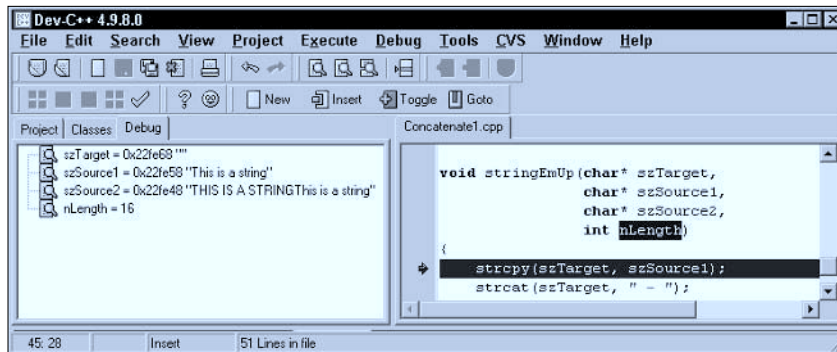 Dev-C++ 4.9.8.0
File Edit Search View Project Execute Debug Tools CVS Window Help
New Insert Toggle Goto
Project Classes Debug
szTarget = 0x22fe68 ""
szSource1 = 0x22fe58 "This is a string"
szSource2 = 0x22fe48 "THIS IS A STRINGThis is a string"
nLength = 16
Concatenate1.cpp
void stringEmUp(char* szTarget,
char* szSource1,
char* szSource2,
int nLength)
{
strcpy(szTarget, szSource1);
strcat(szTarget, " - ");
45: 28 Insert 51 Lines in file